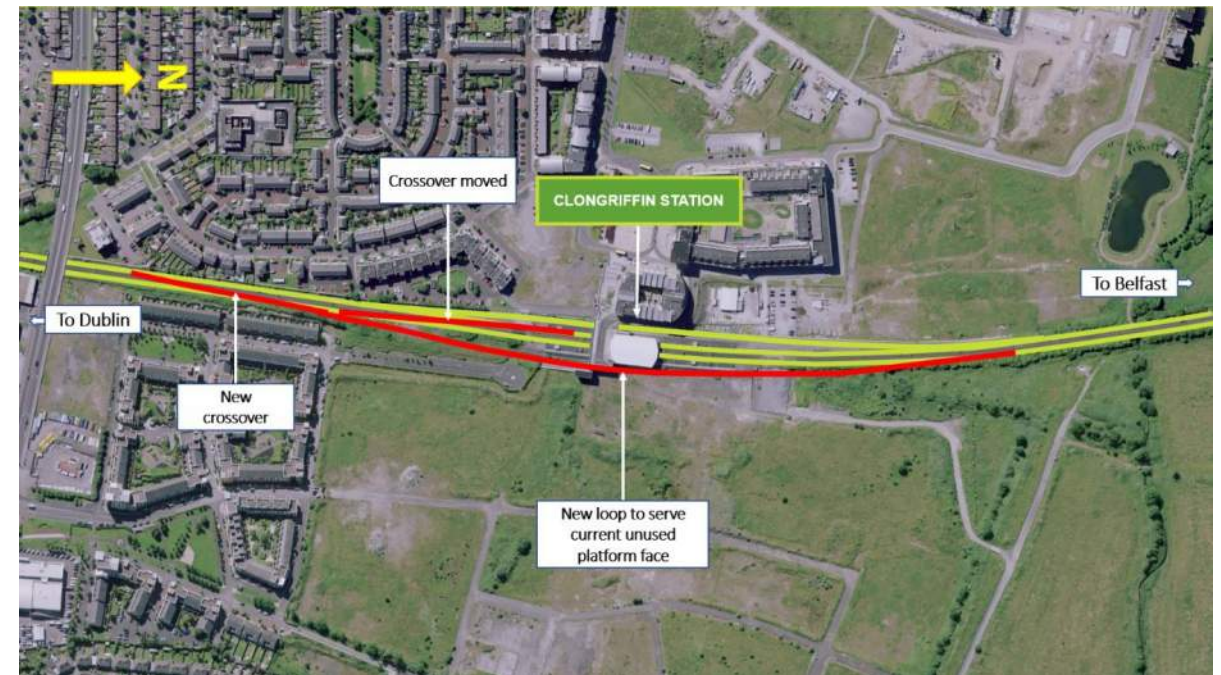 N
Crossover moved
CLONGRIFFIN STATION
To Belfast
To Dublin
New
crossover
New loop to serve
current unused
platform face